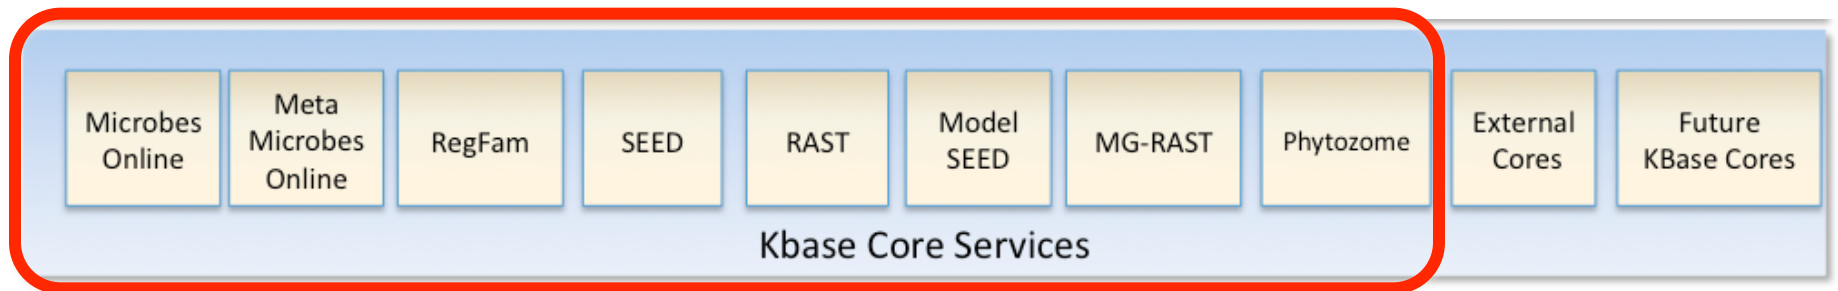 Microbes
Online
Meta
Microbes
Online
RegFam
SEED
RAST
Model
SEED
MG-RAST
Phytozome
External
Cores
Future
KBase Cores
Kbase Core Services